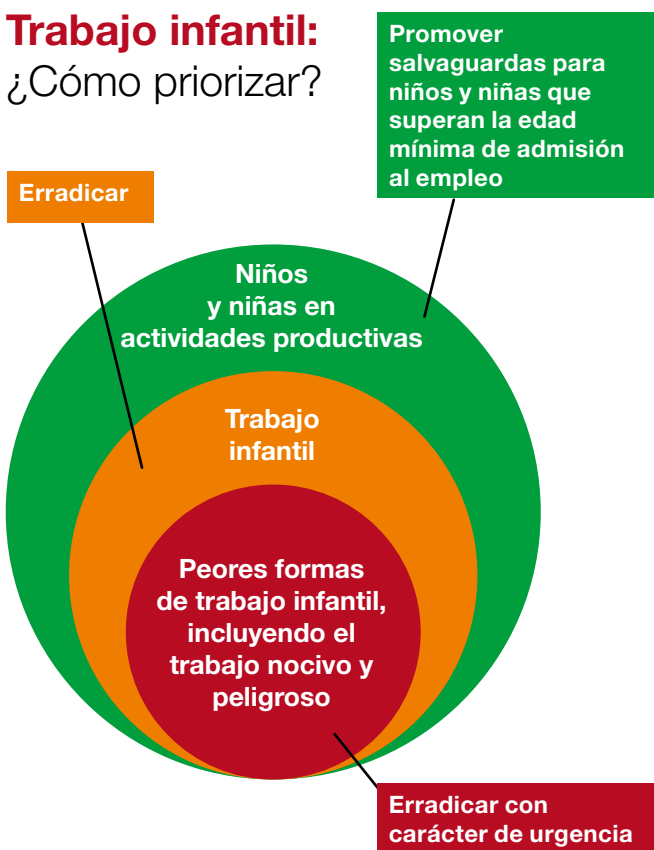 Trabajo infantil:
¿Cómo priorizar?
Promover
salvaguardas para
niños y niñas que
superan la edad
mínima de admisión
al empleo
Erradicar
Niños
y niñas en
actividades productivas
Trabajo
infantil
Peores formas
de trabajo infantil,
incluyendo el
trabajo nocivo y
peligroso
Erradicar con
carácter de urgencia